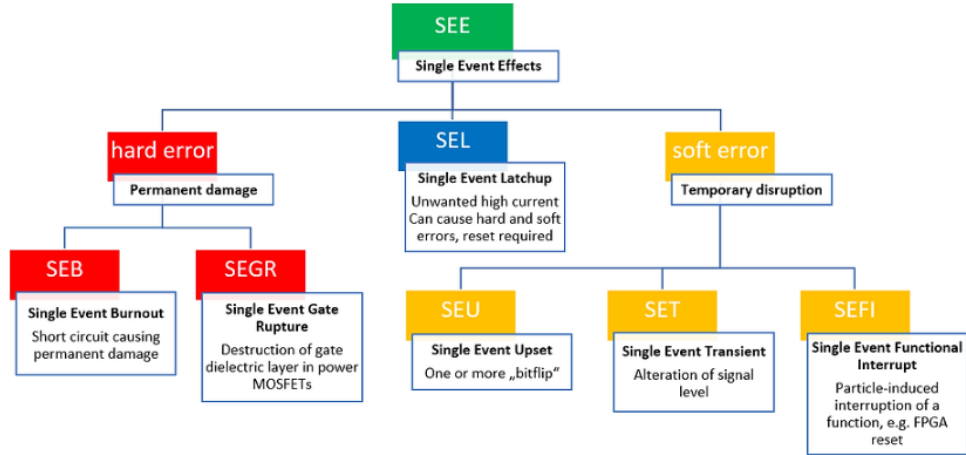 SEE
Single Event Effects
hard error
Permanent damage
SEL
Single Event Latchup
Unwanted high current
Can cause hard and soft
errors, reset required
soft error
Temporary disruption
SEB
Single Event Burnout
Short circuit causing
permanent damage
SEGR
Single Event Gate
Rupture
Destruction of gate
dielectric layer in power
MOSFETs
SEU
Single Event Upset
One or more „bitflip“
SET
Single Event Transient
Alteration of signal
level
SEFI
Single Event Functional
Interrupt
Particle-induced
interruption of a
function, e.g. FPGA
reset